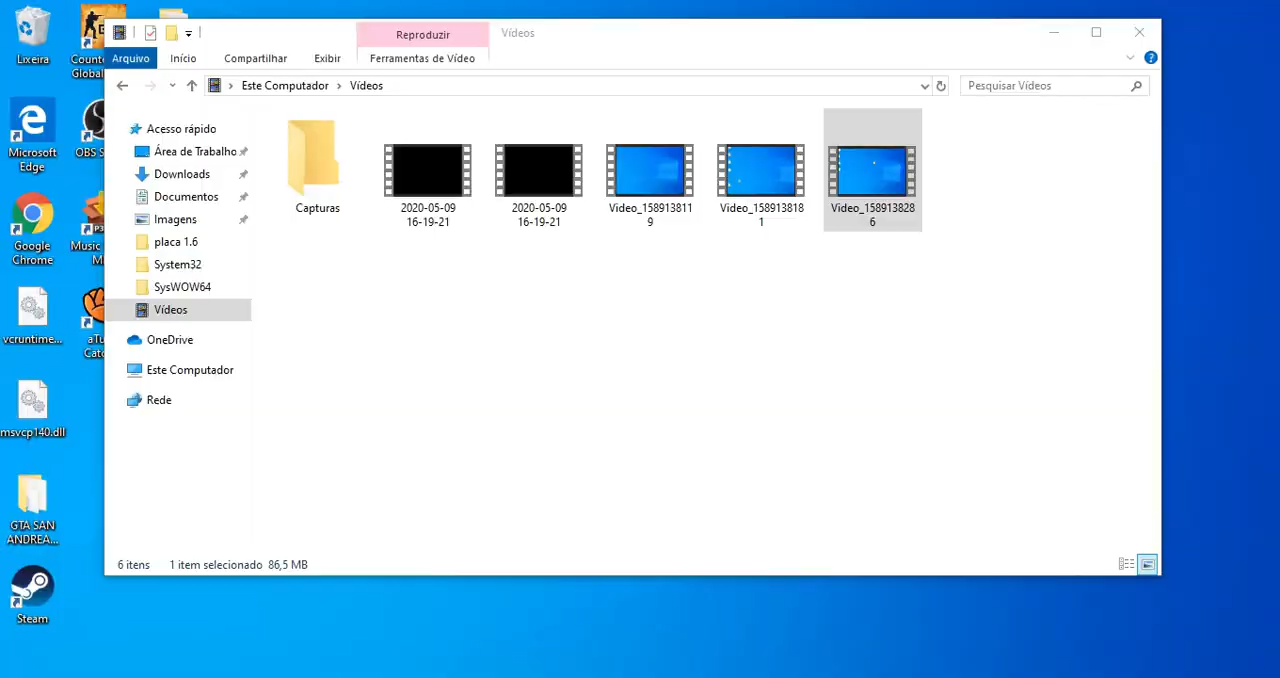 Lixeira
Count
Global
Microsoft
Edge
OBS S
Google
Chrome
Music
M
vcruntime...
aTu
Catc
msvcp140.dll
GTA SAN
ANDREA...
Steam
Reproduzir
Vídeos
Arquivo
Início
Compartilhar
Exibir
Ferramentas de Vídeo
?
Este Computador
Vídeos
Pesquisar Vídeos
Acesso rápido
Área de Trabalho
Downloads
Documentos
Imagens
placa 1.6
System32
SysWOW64
Vídeos
OneDrive
Este Computador
Rede
Capturas
2020-05-09
16-19-21
2020-05-09
16-19-21
Video_158913811
9
Video_158913818
1
Video_158913828
6
6 itens
1 item selecionado 86,5 MB